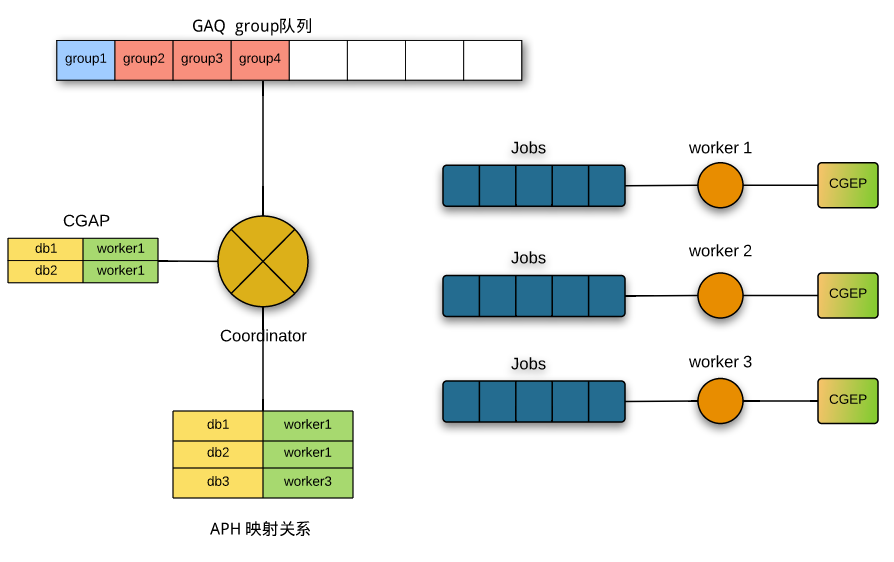 GAQ group队列
group1 group2 group3 group4
Jobs
worker 1
CGEP
CGAP
db1 worker1
db2 worker1
Jobs
worker 2
CGEP
Coordinator
Jobs
worker 3
CGEP
db1 worker1
db2 worker1
db3 worker3
APH 映射关系